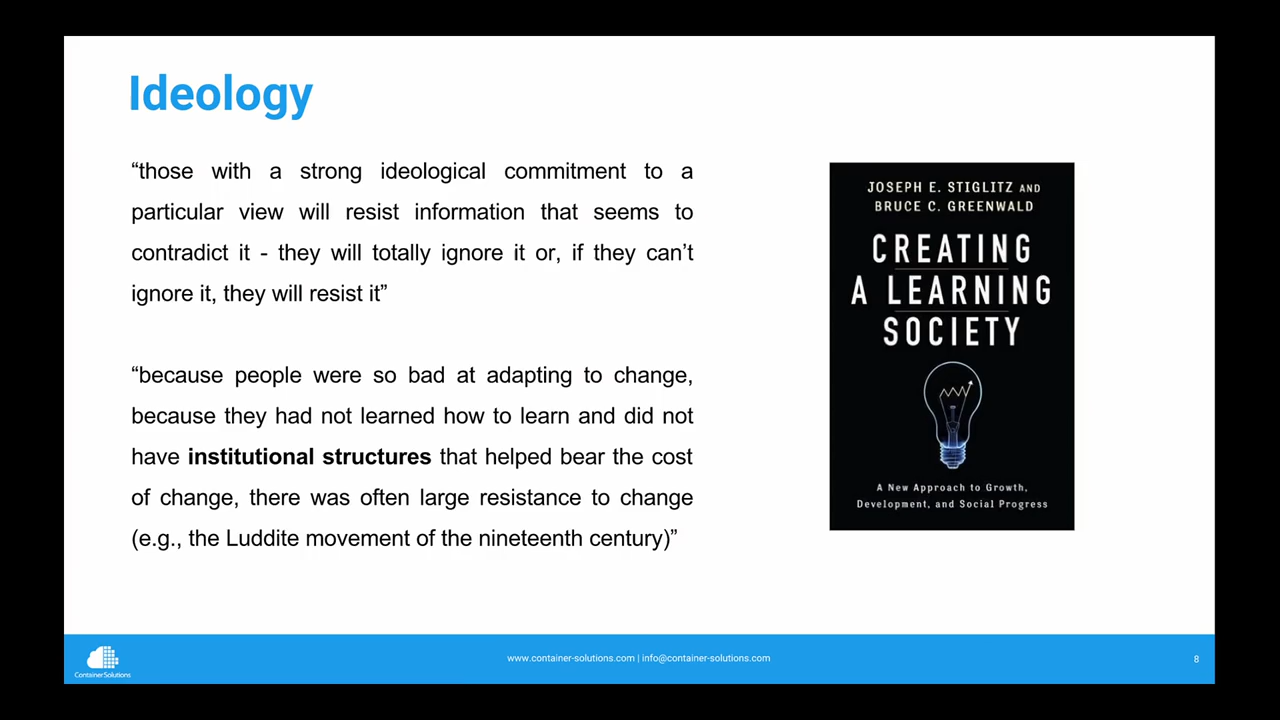 Ideology
“those with a strong ideological commitment to a
particular view will resist information that seems to
contradict it - they will totally ignore it or, if they can’t
ignore it, they will resist it”
“because people were so bad at adapting to change,
because they had not learned how to learn and did not
have institutional structures that helped bear the cost
of change, there was often large resistance to change
(e.g., the Luddite movement of the nineteenth century)”
JOSEPH E. STIGLITZ AND
BRUCE C. GREENWALD
CREATING
A LEARNING
SOCIETY
A New Approach to Growth,
Development, and Social Progress
ContainerSolutions
www.container-solutions.com | info@container-solutions.com
8